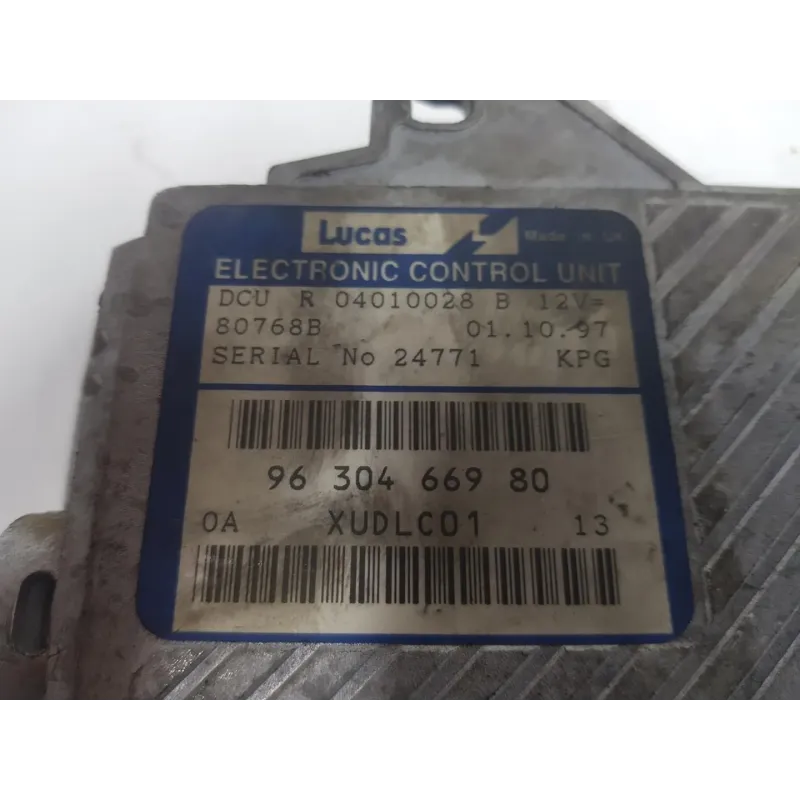 Lucas Made in UK
ELECTRONIC CONTROL UNIT
DCU R 04010028 B 12V=
80768B 01.10.97
SERIAL No 24771 KPG
96 304 669 80
0A XUDLC01 13